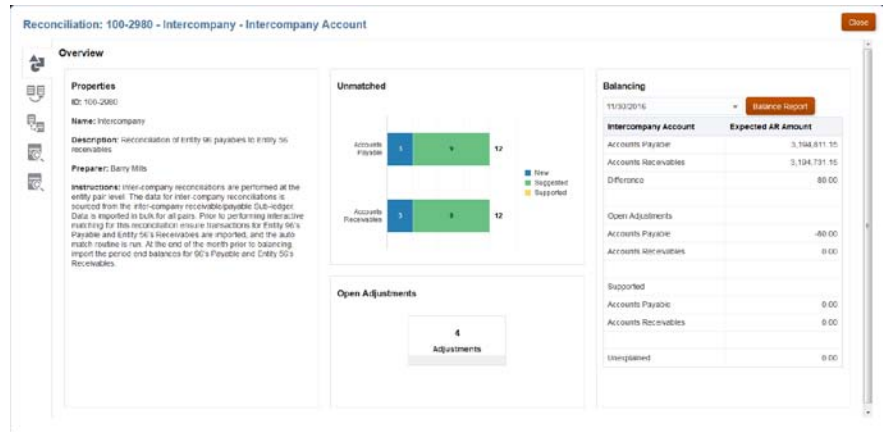 Reconciliation: 100-2980 - Intercompany - Intercompany Account
Close
Overview
Properties
ID: 100-2980
Name: Intercompany
Description: Reconciliation of Entity 96 payables to Entity 56
receivables
Preparer: Barry Mills
Instructions: Inter-company reconciliations are performed at the
entity pair level. The data for inter-company reconciliations is
sourced from the inter-company receivable/payable Sub-ledger.
Data is imported in bulk for all pairs. Prior to performing interactive
matching for this reconciliation ensure transactions for Entity 96's
Payable and Entity 56's Receivables are imported, and the auto
match routine is run. At the end of the month prior to balancing,
import the period end balances for 96's Payable and Entity 56's
Receivables.
Unmatched
Accounts
Payable
3
9
12
Accounts
Receivables
3
9
12
New
Suggested
Supported
Open Adjustments
4
Adjustments
Balancing
11/30/2016
Balance Report
Intercompany Account Expected AR Amount
Accounts Payable 3,194,811.15
Accounts Receivables 3,194,731.15
Difference 80.00
Open Adjustments
Accounts Payable -80.00
Accounts Receivables 0.00
Supported
Accounts Payable 0.00
Accounts Receivables 0.00
Unexplained 0.00